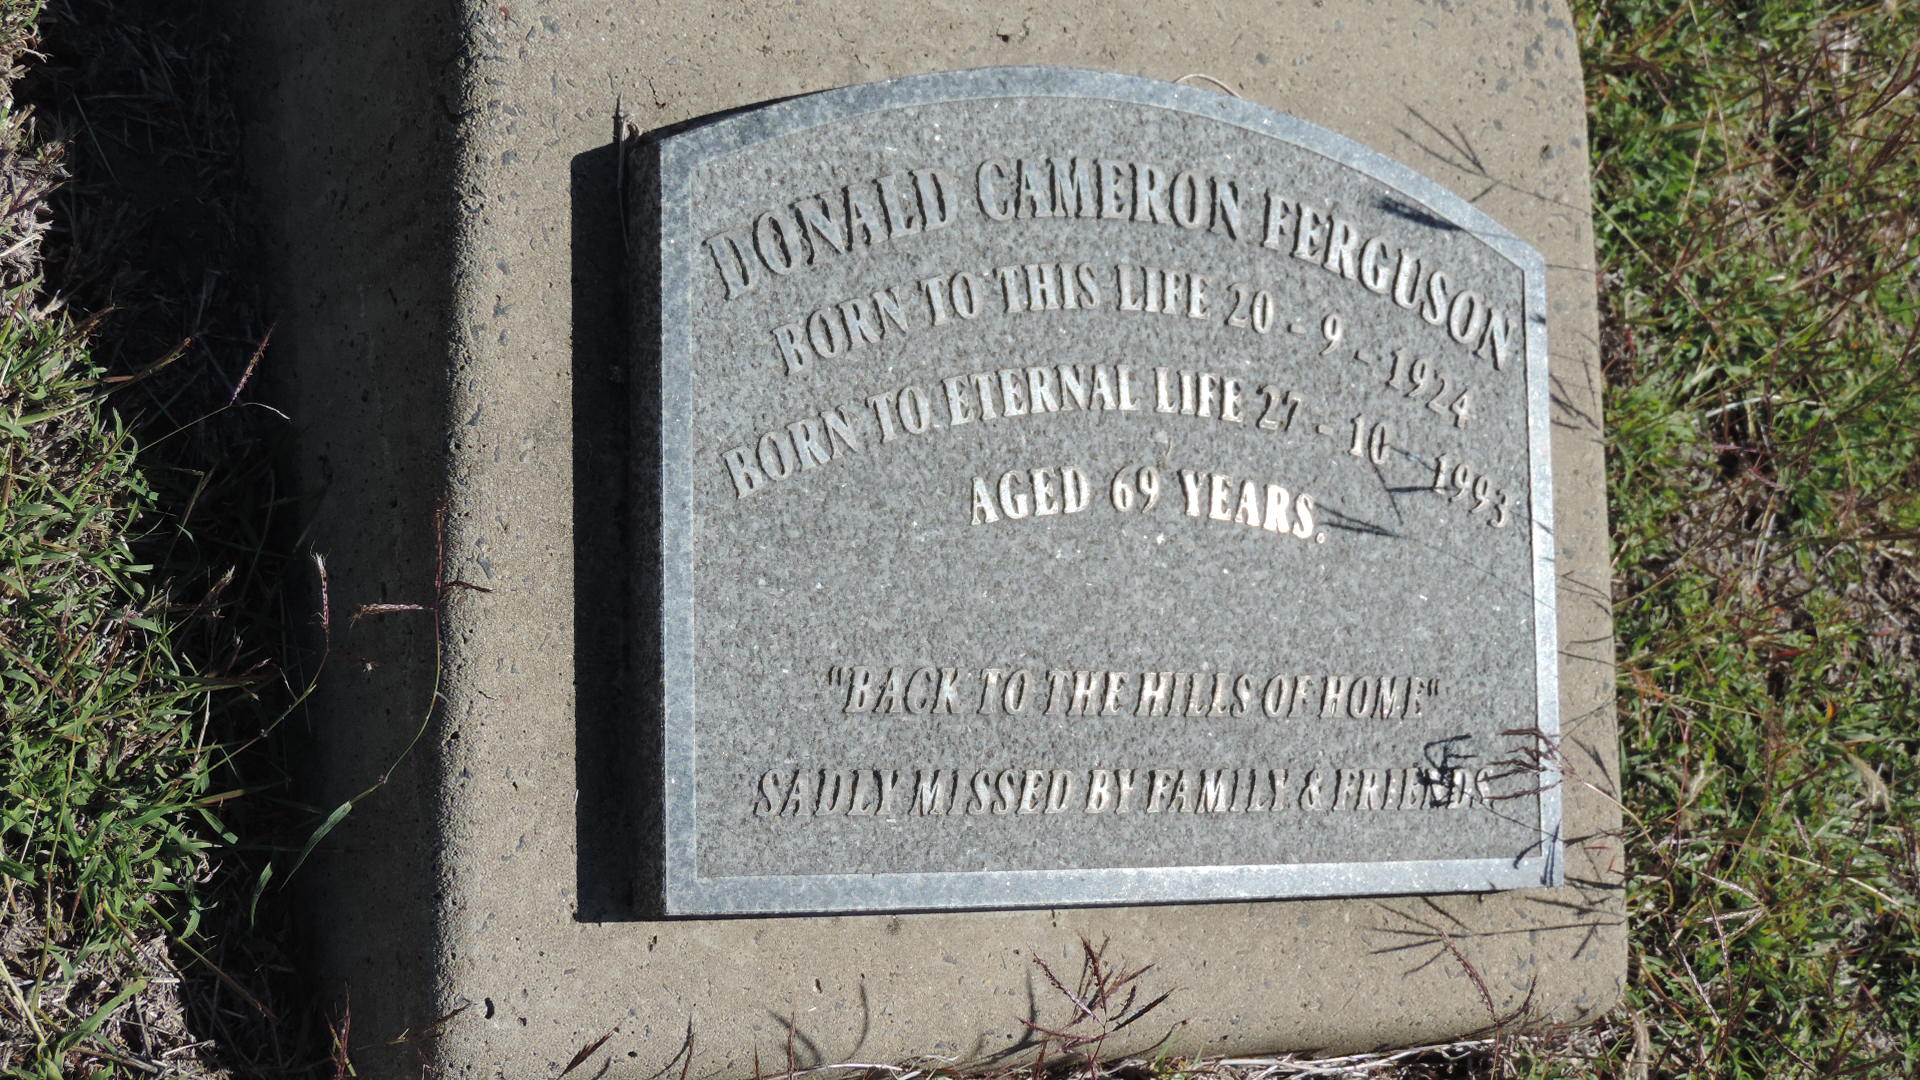 DONALD CAMERON FERGUSON
BORN TO THIS LIFE 20 - 9 - 1924
BORN TO ETERNAL LIFE 27 - 10 - 1993
AGED 69 YEARS.
"BACK TO THE HILLS OF HOME"
SADLY MISSED BY FAMILY & FRIENDS